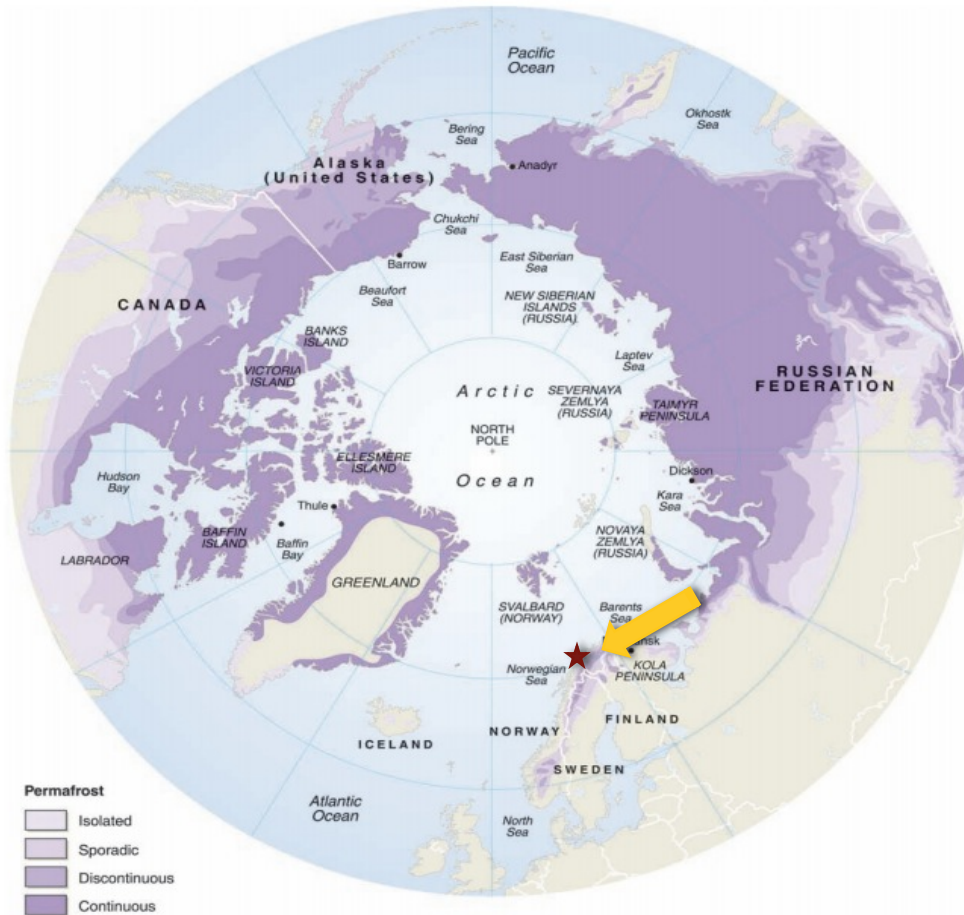 Pacific
Ocean
Okhostk
Sea
Bering
Sea
Alaska
(United States)
Anadyr
Chukchi
Sea
Barrow
East Siberian
Sea
Beaufort
Sea
CANADA
NEW SIBERIAN
ISLANDS
(RUSSIA)
BANKS
ISLAND
VICTORIA
ISLAND
Laptev
Sea
RUSSIAN
FEDERATION
Arctic
SEVERNAYA
ZEMLYA
(RUSSIA)
TAIMYR
PENINSULA
NORTH
POLE
ELLESMERE
ISLAND
Ocean
Dickson
Hudson
Bay
Thule
Kara
Sea
BAFFIN
ISLAND
Baffin
Bay
NOVAYA
ZEMLYA
(RUSSIA)
LABRADOR
GREENLAND
SVALBARD
(NORWAY)
Barents
Sea
KOLA
PENINSULA
Norwegian
Sea
NORWAY
FINLAND
ICELAND
SWEDEN
Atlantic
Ocean
North
Sea
Permafrost
Isolated
Sporadic
Discontinuous
Continuous